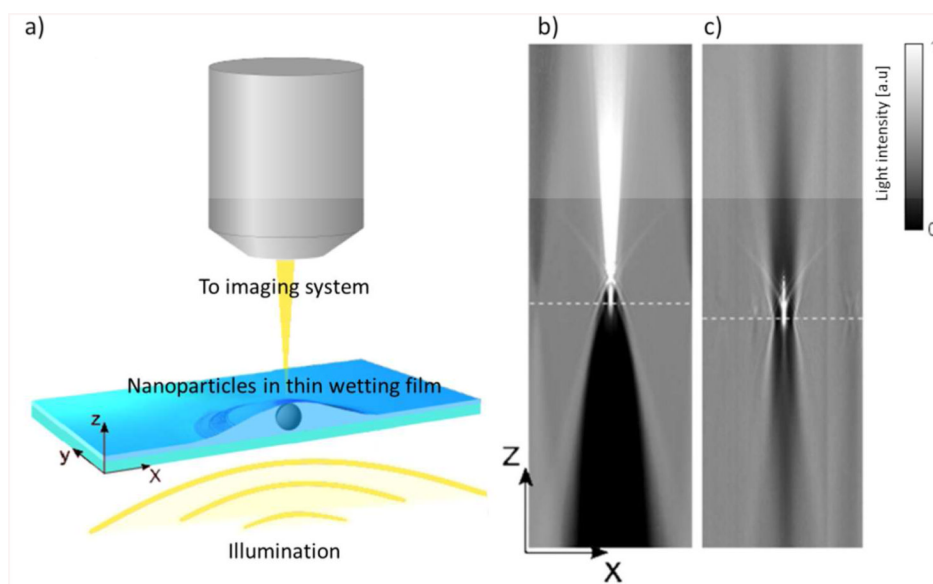 a)
b)
c)
1
Light intensity [a.u]
0
To imaging system
Nanoparticles in thin wetting film
z
y
x
Illumination
Z
X